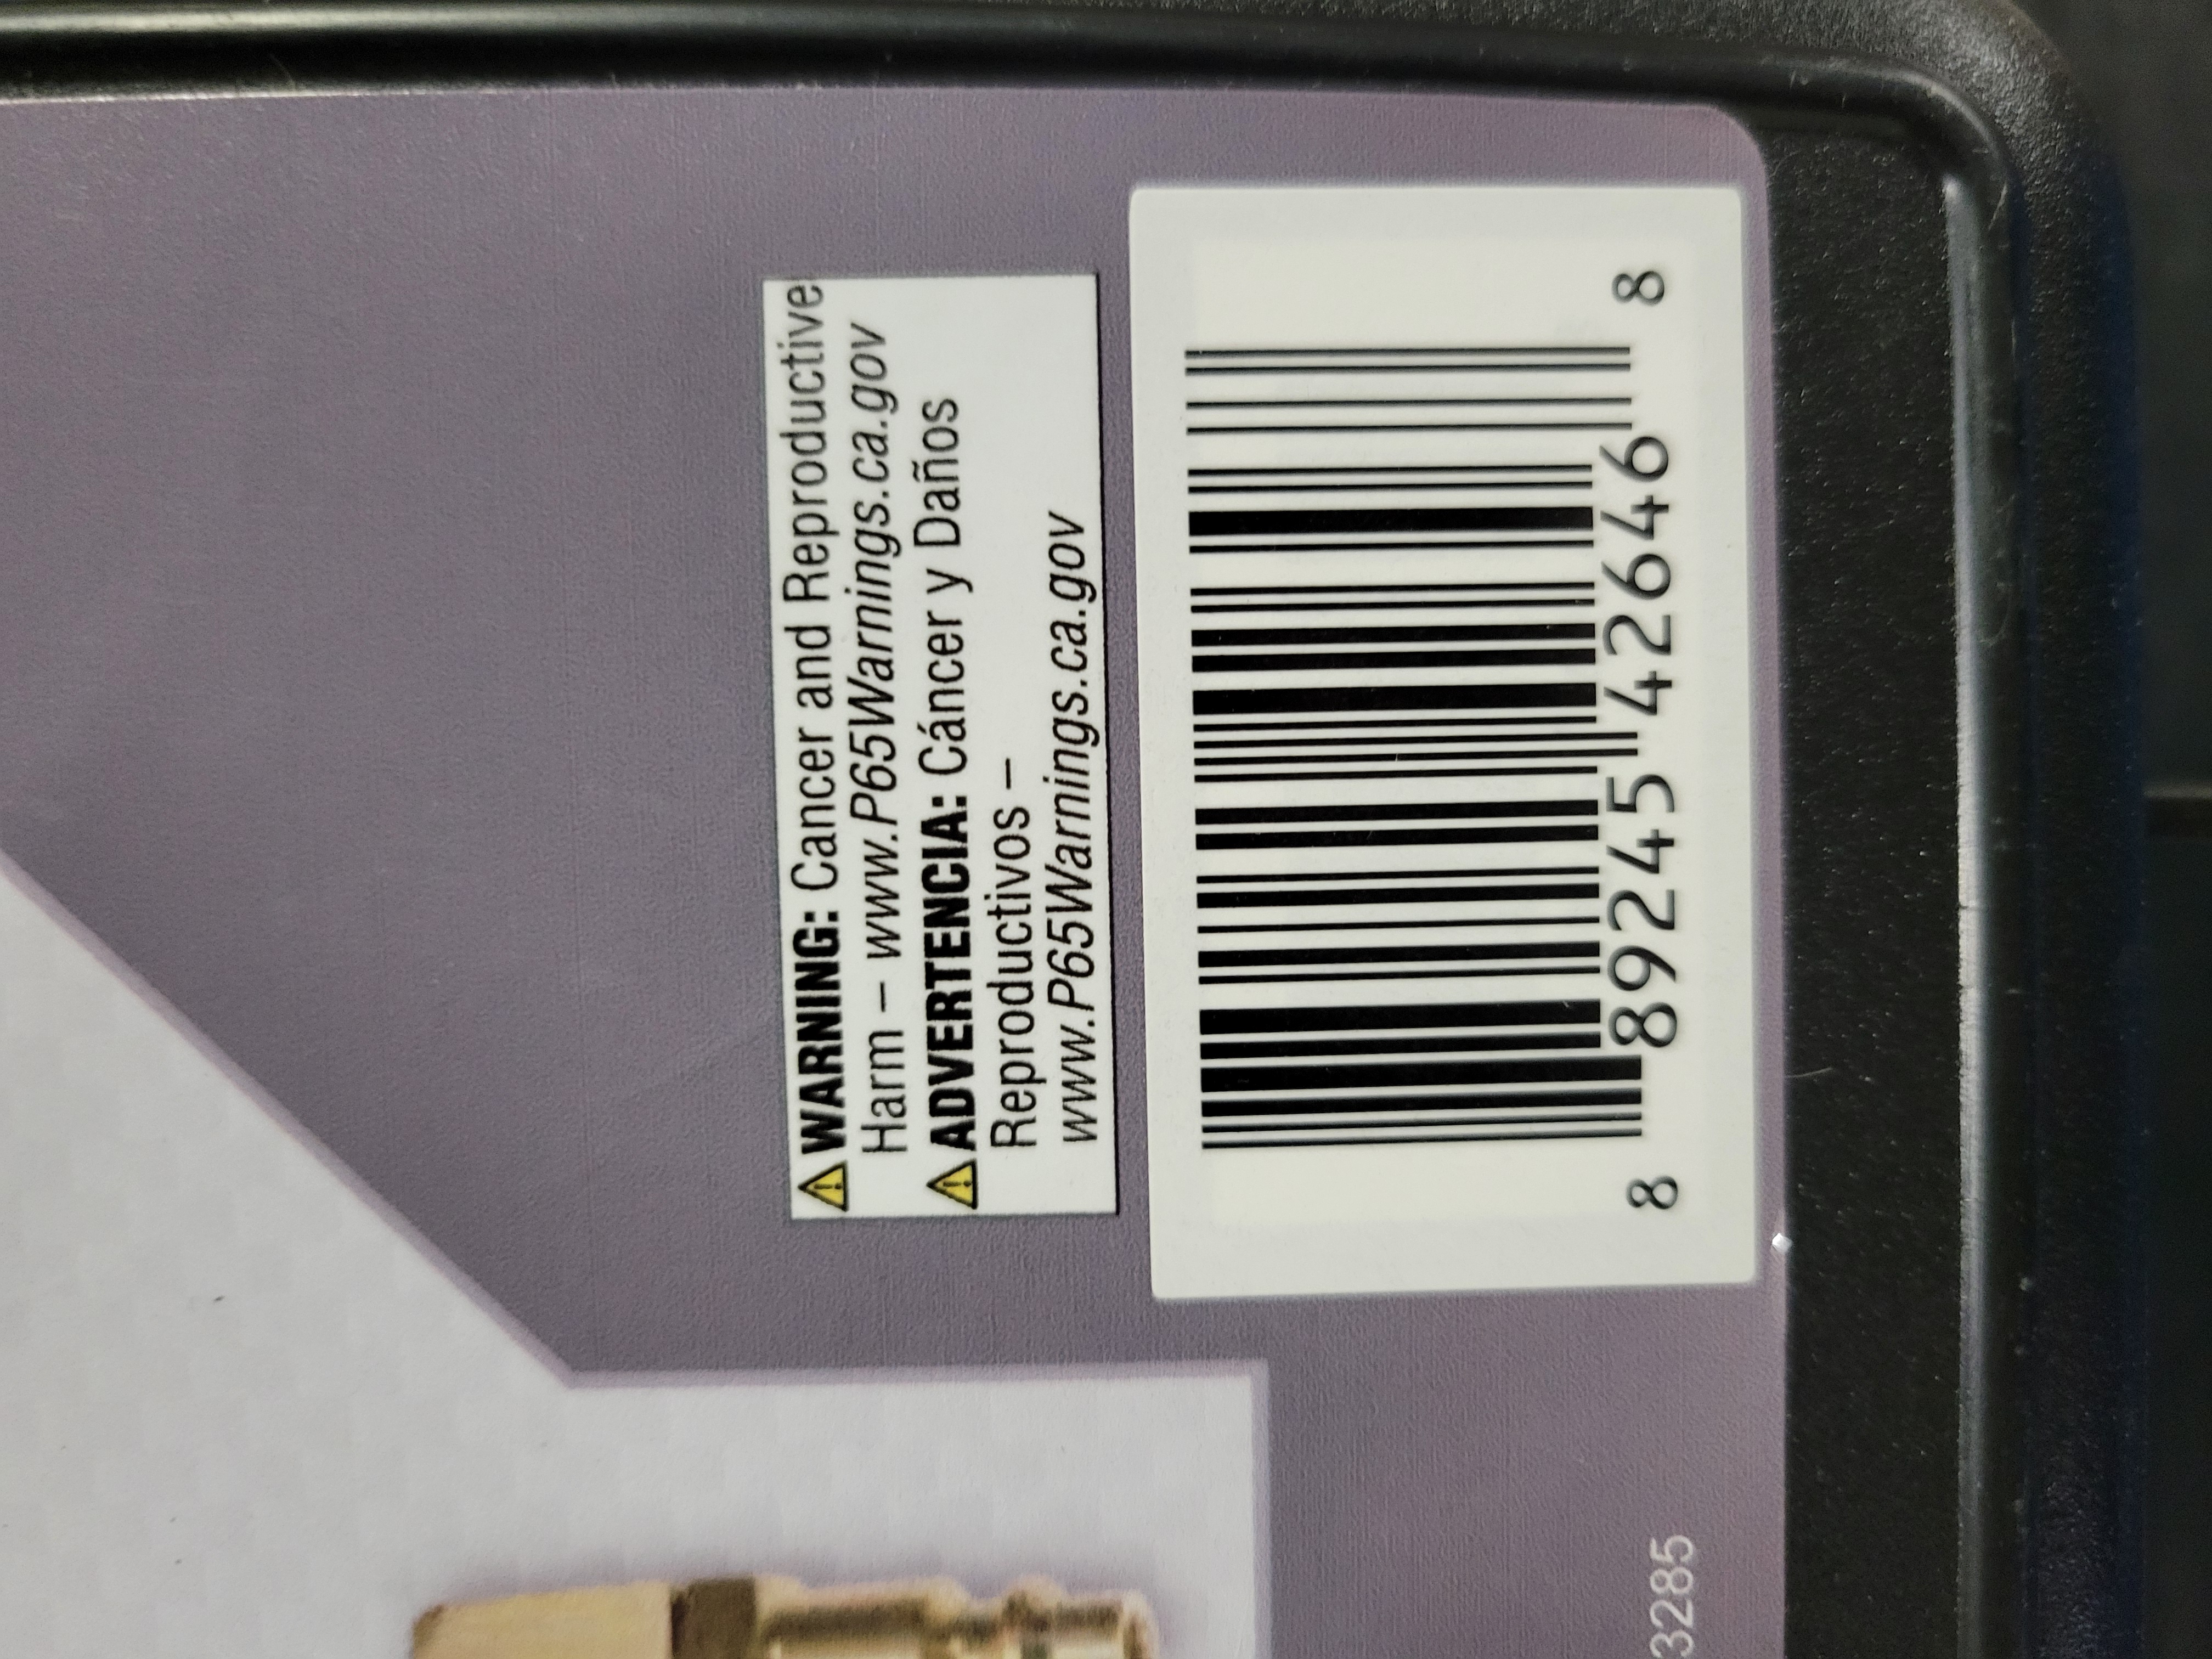 ⚠WARNING: Cancer and Reproductive
Harm – www.P65Warnings.ca.gov
⚠ADVERTENCIA: Cáncer y Daños
Reproductivos –
www.P65Warnings.ca.gov
8 89245 42646 8
3285